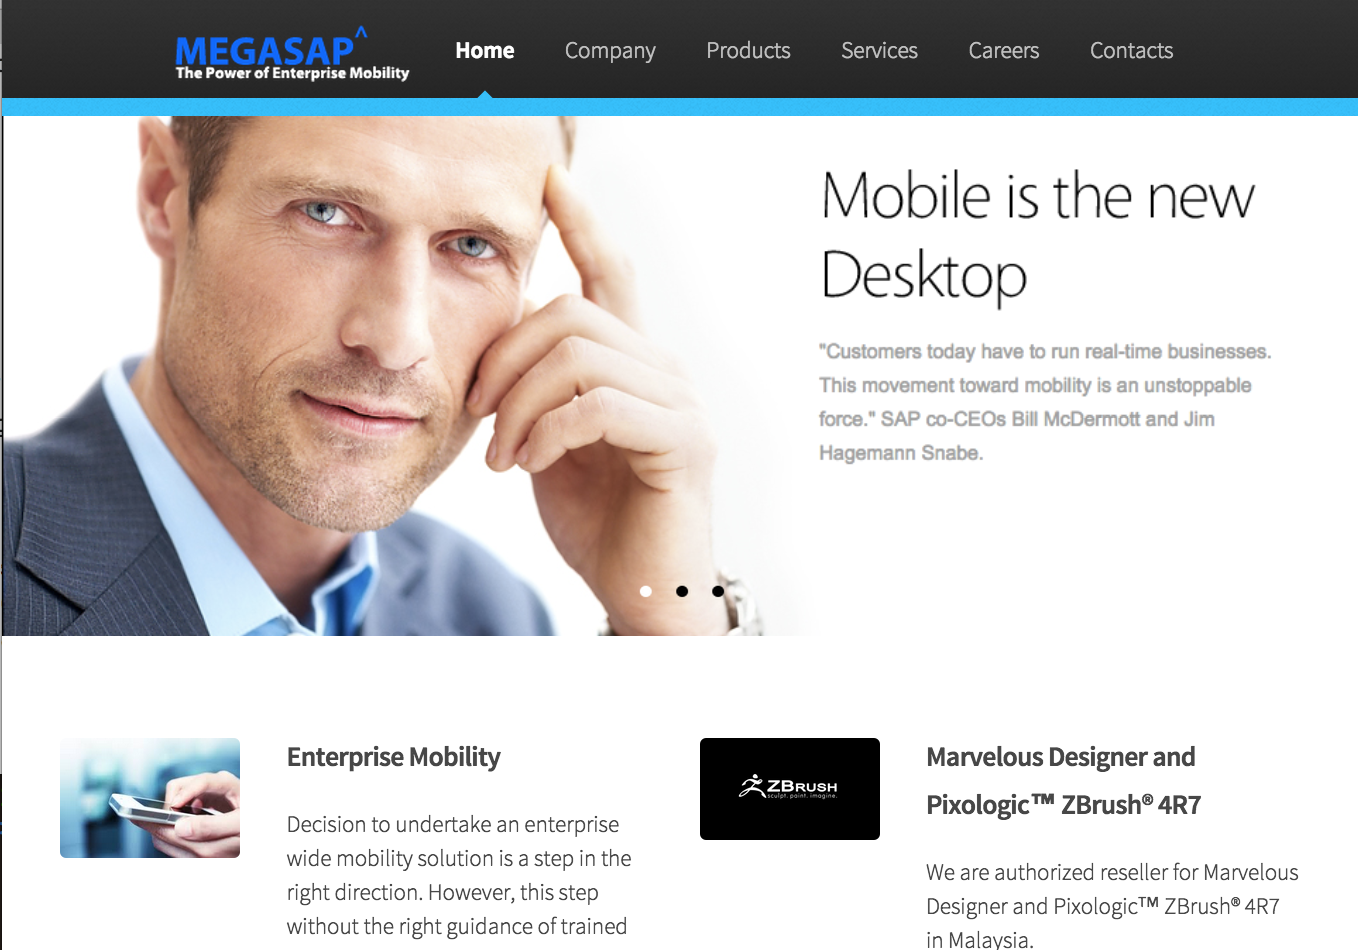 MEGASAP^
The Power of Enterprise Mobility
Home Company Products Services Careers Contacts
Mobile is the new
Desktop
"Customers today have to run real-time businesses.
This movement toward mobility is an unstoppable
force." SAP co-CEOs Bill McDermott and Jim
Hagemann Snabe.
Enterprise Mobility
Decision to undertake an enterprise
wide mobility solution is a step in the
right direction. However, this step
without the right guidance of trained
ZBRUSH
sculpt. paint. imagine.
Marvelous Designer and
Pixologic™ ZBrush® 4R7
We are authorized reseller for Marvelous
Designer and Pixologic™ ZBrush® 4R7
in Malaysia.